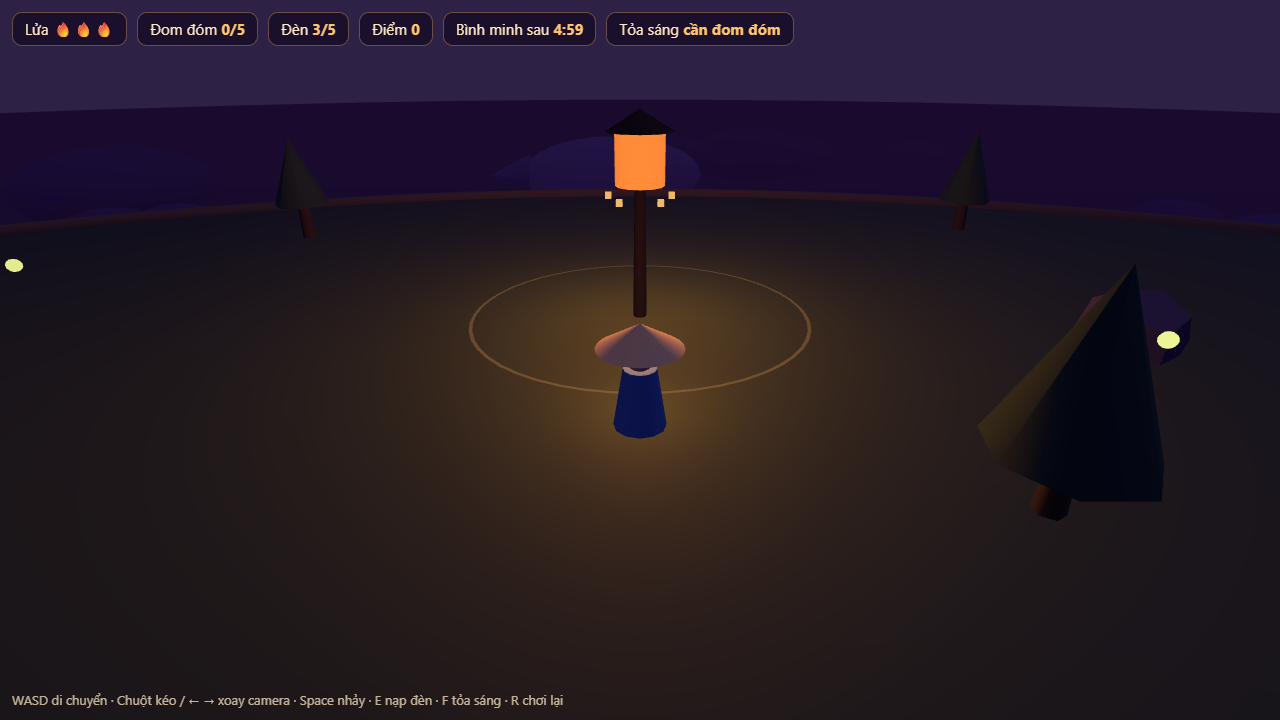 Lửa 🔥 🔥 🔥 Đom đóm 0/5 Đèn 3/5 Điểm 0 Bình minh sau 4:59 Tỏa sáng cần đom đóm
WASD di chuyển · Chuột kéo / ← → xoay camera · Space nhảy · E nạp đèn · F tỏa sáng · R chơi lại